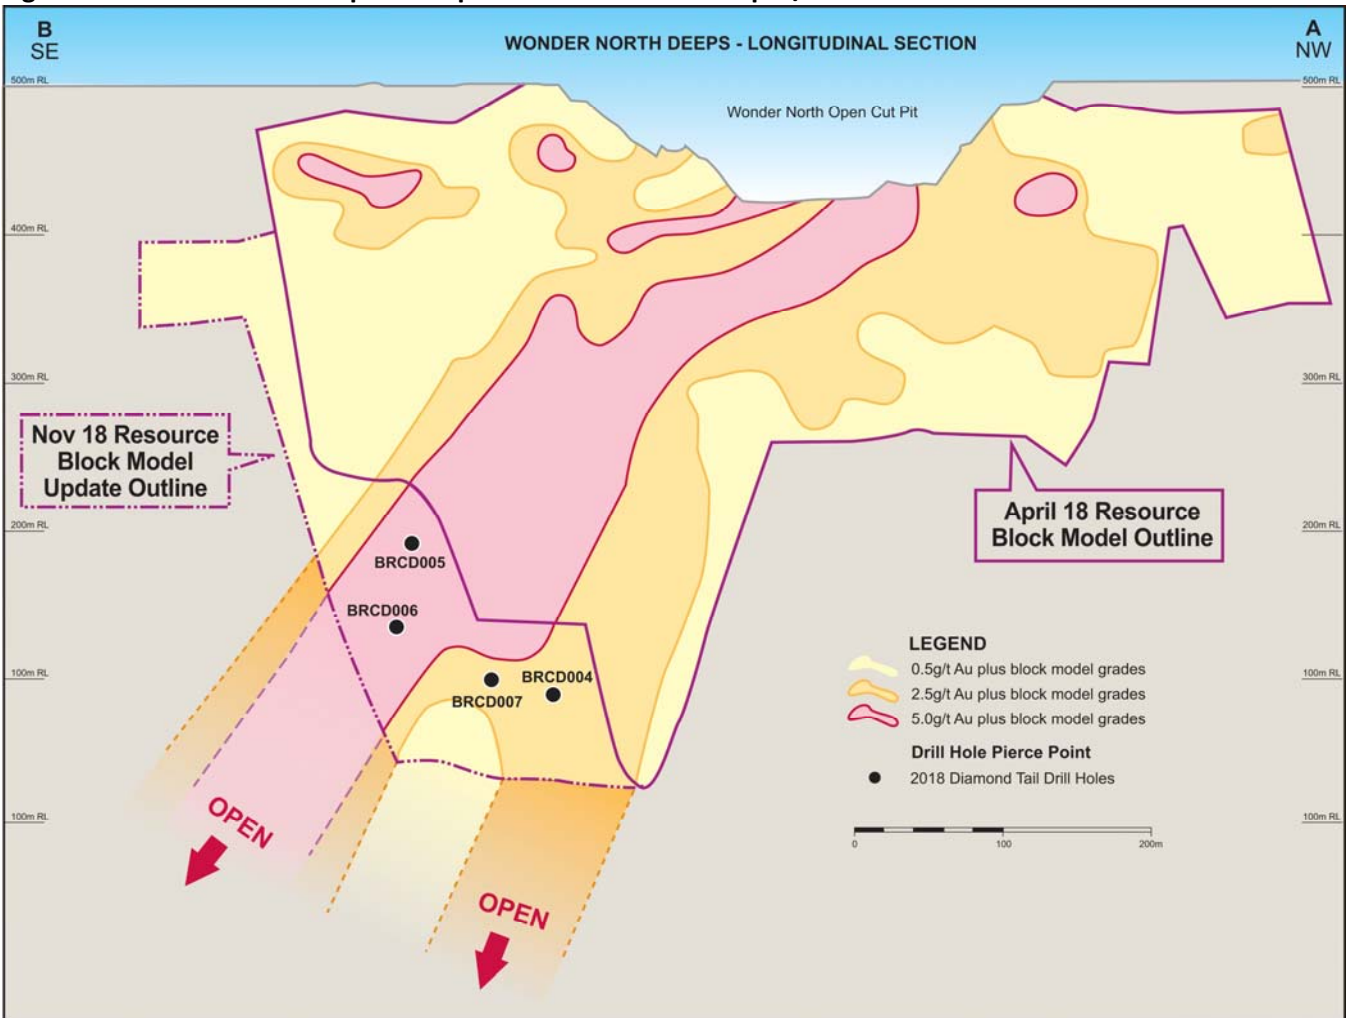 B
SE
WONDER NORTH DEEPS - LONGITUDINAL SECTION
A
NW
500m RL
500m RL
Wonder North Open Cut Pit
400m RL
300m RL
300m RL
Nov 18 Resource
Block Model
Update Outline
200m RL
200m RL
April 18 Resource
Block Model Outline
BRCD005
BRCD006
100m RL
100m RL
BRCD004
BRCD007
LEGEND
0.5g/t Au plus block model grades
2.5g/t Au plus block model grades
5.0g/t Au plus block model grades
Drill Hole Pierce Point
2018 Diamond Tail Drill Holes
100m RL
100m RL
0
100
200m
OPEN
OPEN